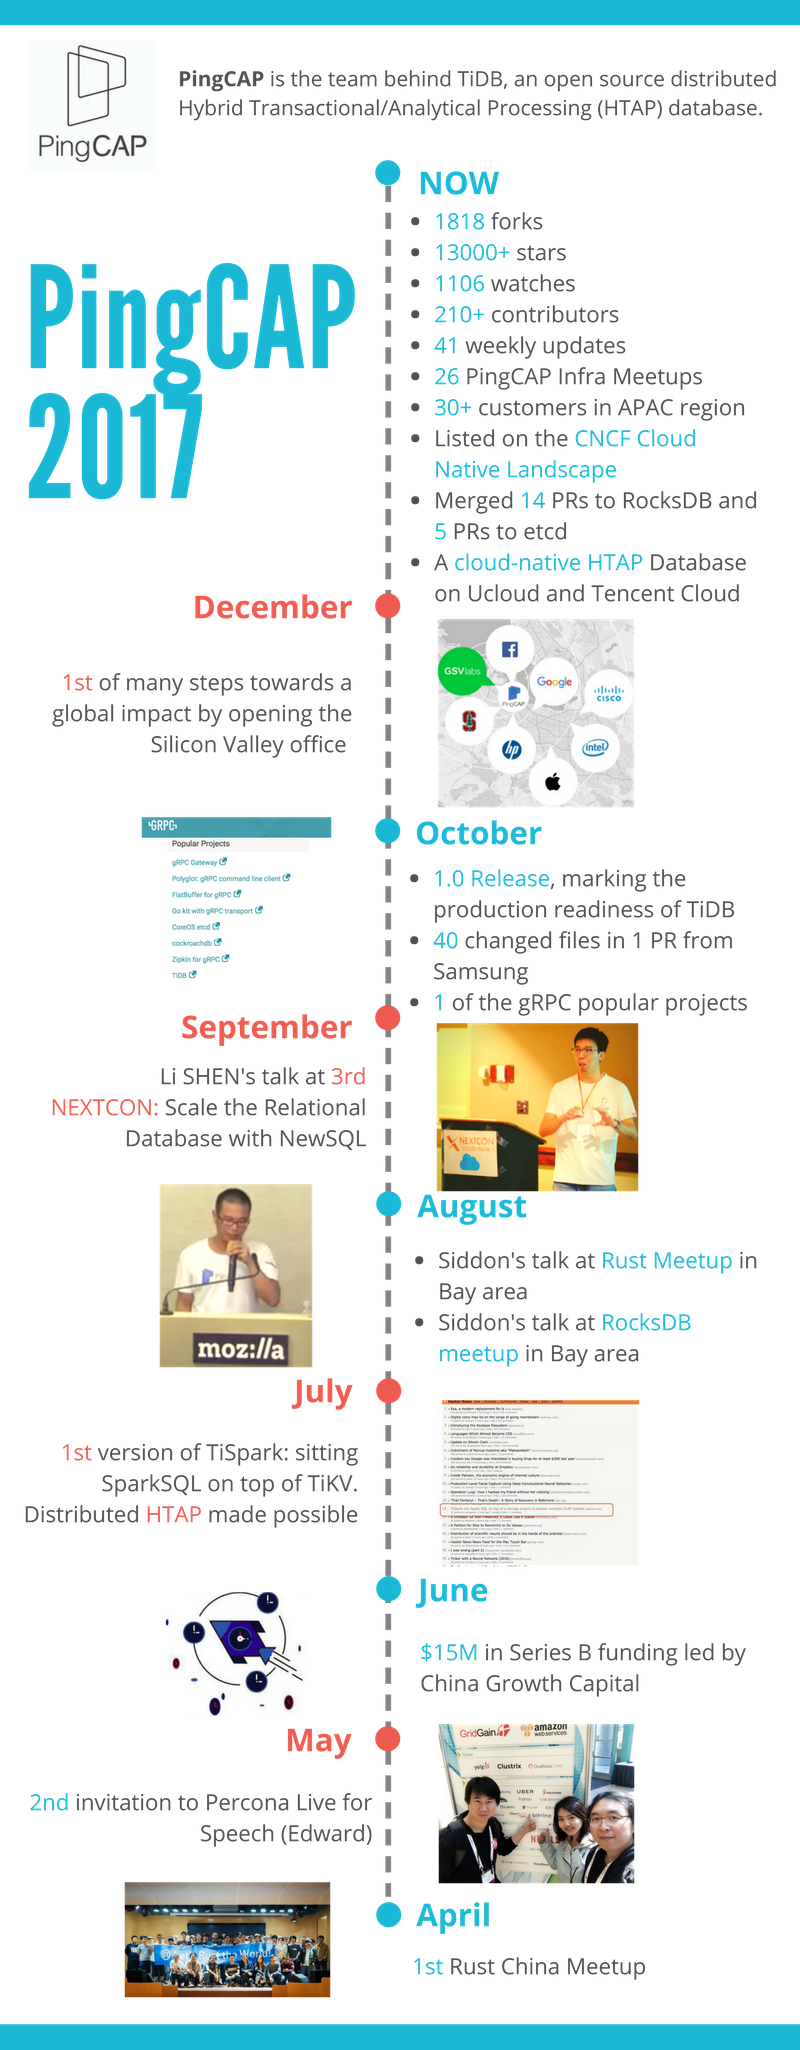 PingCAP
PingCAP is the team behind TiDB, an open source distributed
Hybrid Transactional/Analytical Processing (HTAP) database.
PingCAP
2017
NOW
1818 forks
13000+ stars
1106 watches
210+ contributors
41 weekly updates
26 PingCAP Infra Meetups
30+ customers in APAC region
Listed on the CNCF Cloud
Native Landscape
Merged 14 PRs to RocksDB and
5 PRs to etcd
A cloud-native HTAP Database
on Ucloud and Tencent Cloud
December
1st of many steps towards a
global impact by opening the
Silicon Valley office
GSVlabs
Google
PingCAP
CISCO
hp
intel
October
1.0 Release, marking the
production readiness of TiDB
40 changed files in 1 PR from
Samsung
1 of the gRPC popular projects
GRPC
Popular Projects
gRPC Gateway
Polyglot: gRPC command line client
FlatBuffer for gRPC
Go kit with gRPC transport
CoreOS etcd
cockroachdb
Zipkin for gRPC
TiDB
September
Li SHEN's talk at 3rd
NEXTCON: Scale the Relational
Database with NewSQL
NEXTCON
August
Siddon's talk at Rust Meetup in
Bay area
Siddon's talk at RocksDB
meetup in Bay area
moz://a
July
1st version of TiSpark: sitting
SparkSQL on top of TiKV.
Distributed HTAP made possible
June
$15M in Series B funding led by
China Growth Capital
May
2nd invitation to Percona Live for
Speech (Edward)
GridGain
amazon
webservices
yelp
Clustrix
UBER
April
1st Rust China Meetup
Rust the World!